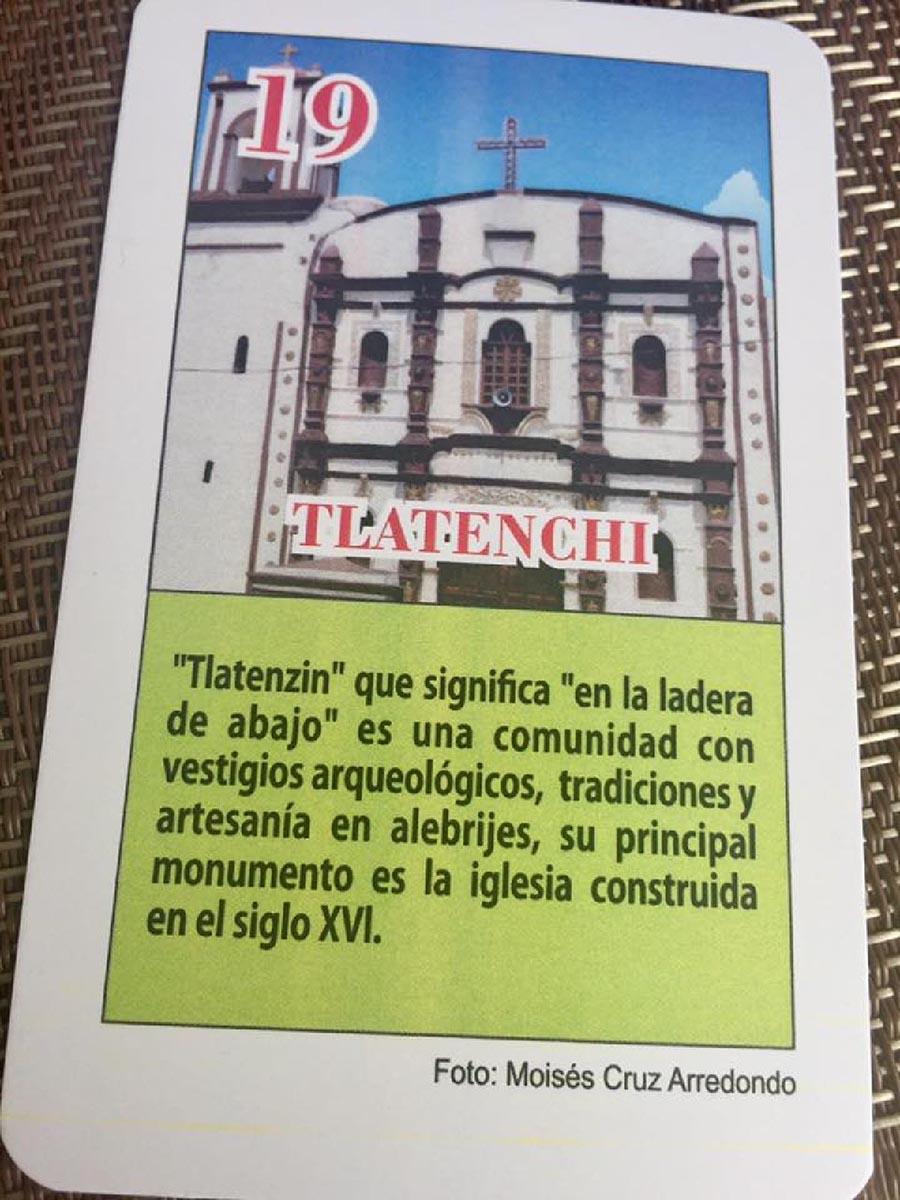 19
TLATENCHI
"Tlatenzin" que significa "en la ladera
de abajo" es una comunidad con
vestigios arqueológicos, tradiciones y
artesanía en alebrijes, su principal
monumento es la iglesia construida
en el siglo XVI.
Foto: Moisés Cruz Arredondo